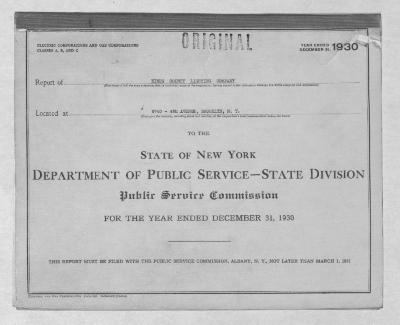 ORIGINAL
ELECTRIC CORPORATIONS AND GAS CORPORATIONS
CLASSES A, B, AND C
YEAR ENDED
DECEMBER 31, 1930
Report of KINGS COUNTY LIGHTING COMPANY
Located at 6740 - 4TH AVENUE, BROOKLYN, N. Y.
TO THE
STATE OF NEW YORK
DEPARTMENT OF PUBLIC SERVICE—STATE DIVISION
Public Service Commission
FOR THE YEAR ENDED DECEMBER 31, 1930
THIS REPORT MUST BE FILED WITH THE PUBLIC SERVICE COMMISSION, ALBANY, N. Y., NOT LATER THAN MARCH 1, 1931